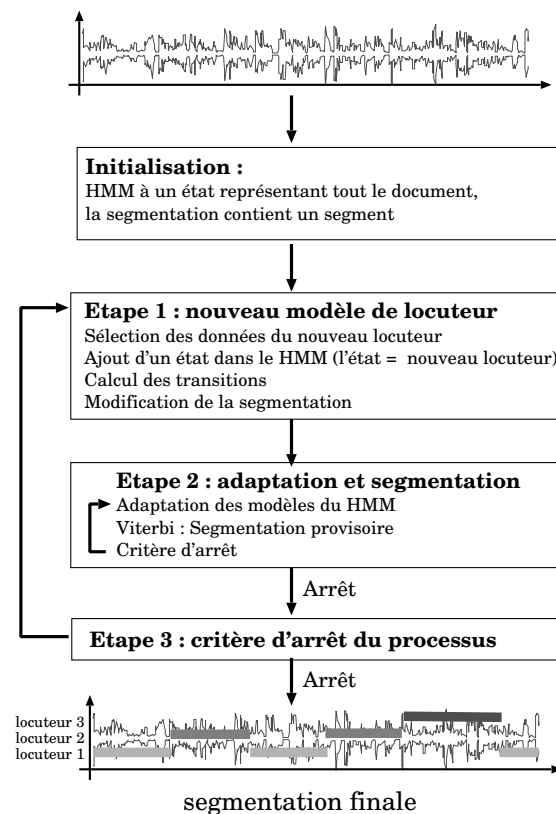 Initialisation :
HMM à un état représentant tout le document,
la segmentation contient un segment
Etape 1 : nouveau modèle de locuteur
Sélection des données du nouveau locuteur
Ajout d'un état dans le HMM (l'état = nouveau locuteur)
Calcul des transitions
Modification de la segmentation
Etape 2 : adaptation et segmentation
Adaptation des modèles du HMM
Viterbi : Segmentation provisoire
Critère d'arrêt
Arrêt
Etape 3 : critère d'arrêt du processus
Arrêt
locuteur 3
locuteur 2
locuteur 1
segmentation finale